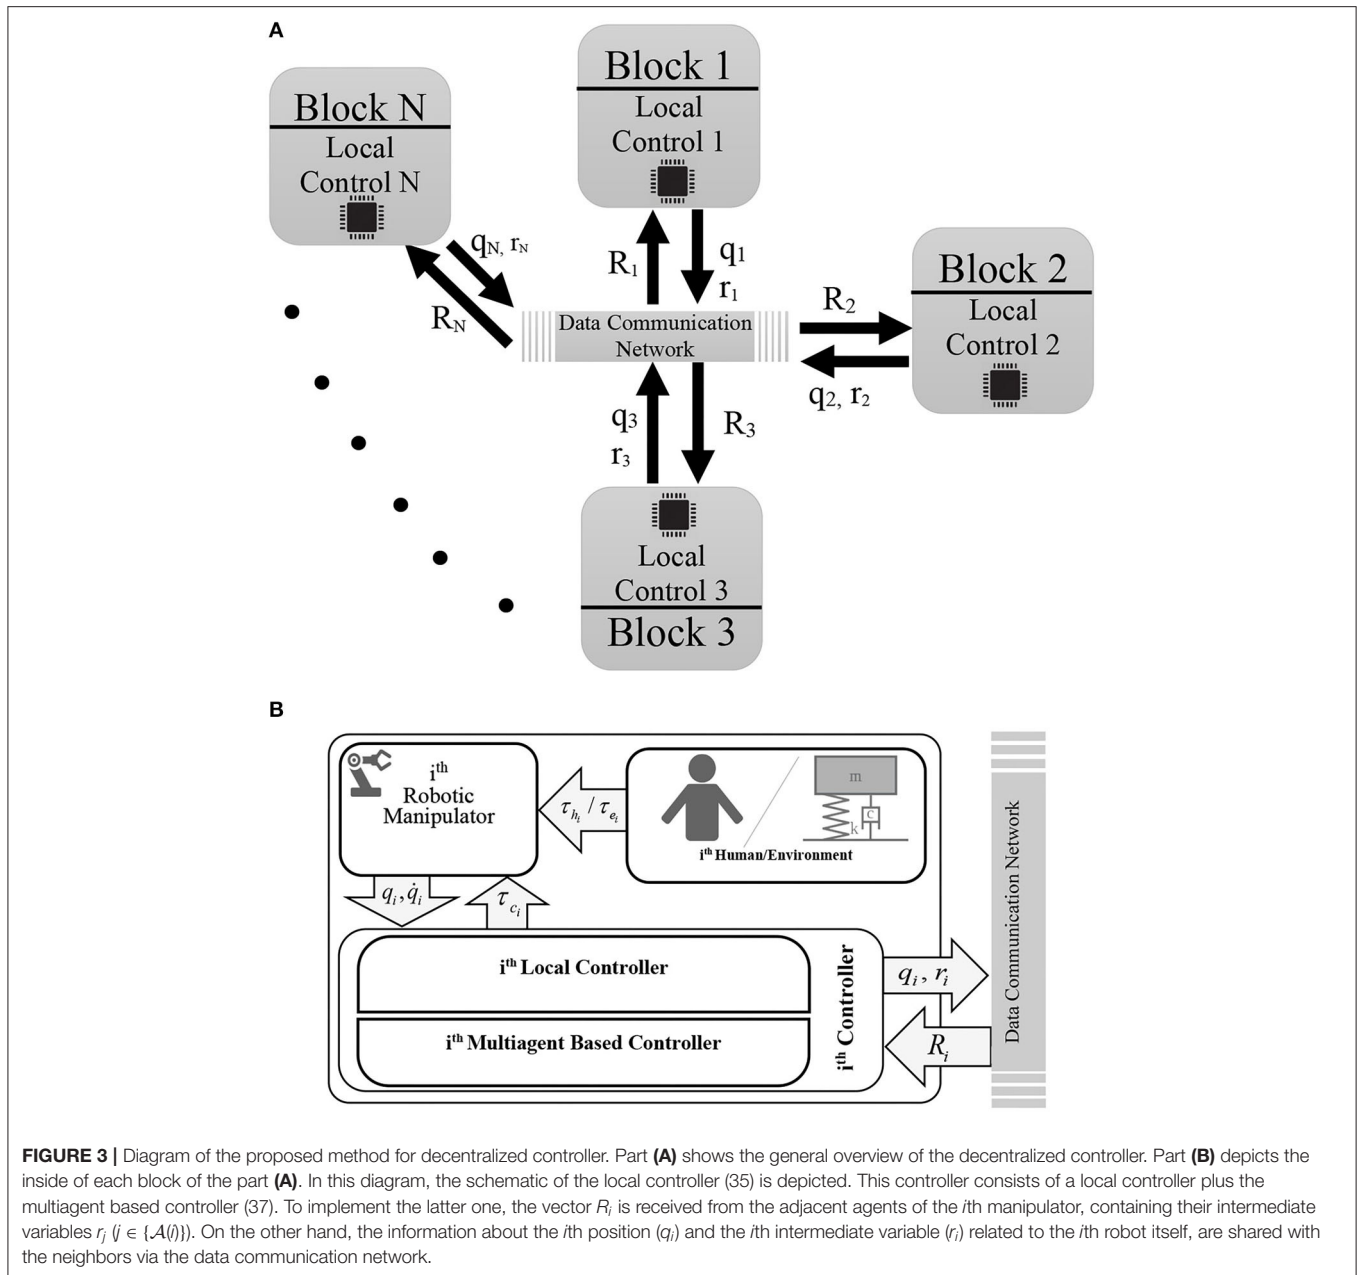 A
Block N
Local
Control N
Block 1
Local
Control 1
Block 2
Local
Control 2
qN, rN
RN
R1
q1
r1
R2
q2, r2
Data Communication
Network
q3
r3
R3
Local
Control 3
Block 3
B
ith
Robotic
Manipulator
τhi / τei
m
k
c
ith Human/Environment
qi, q̇i
τci
ith Local Controller
ith Multiagent Based Controller
ith Controller
qi, ri
Ri
Data Communication Network
FIGURE 3 | Diagram of the proposed method for decentralized controller. Part (A) shows the general overview of the decentralized controller. Part (B) depicts the
inside of each block of the part (A). In this diagram, the schematic of the local controller (35) is depicted. This controller consists of a local controller plus the
multiagent based controller (37). To implement the latter one, the vector Ri is received from the adjacent agents of the ith manipulator, containing their intermediate
variables rj (j ∈ {𝒜(i)}). On the other hand, the information about the ith position (qi) and the ith intermediate variable (ri) related to the ith robot itself, are shared with
the neighbors via the data communication network.